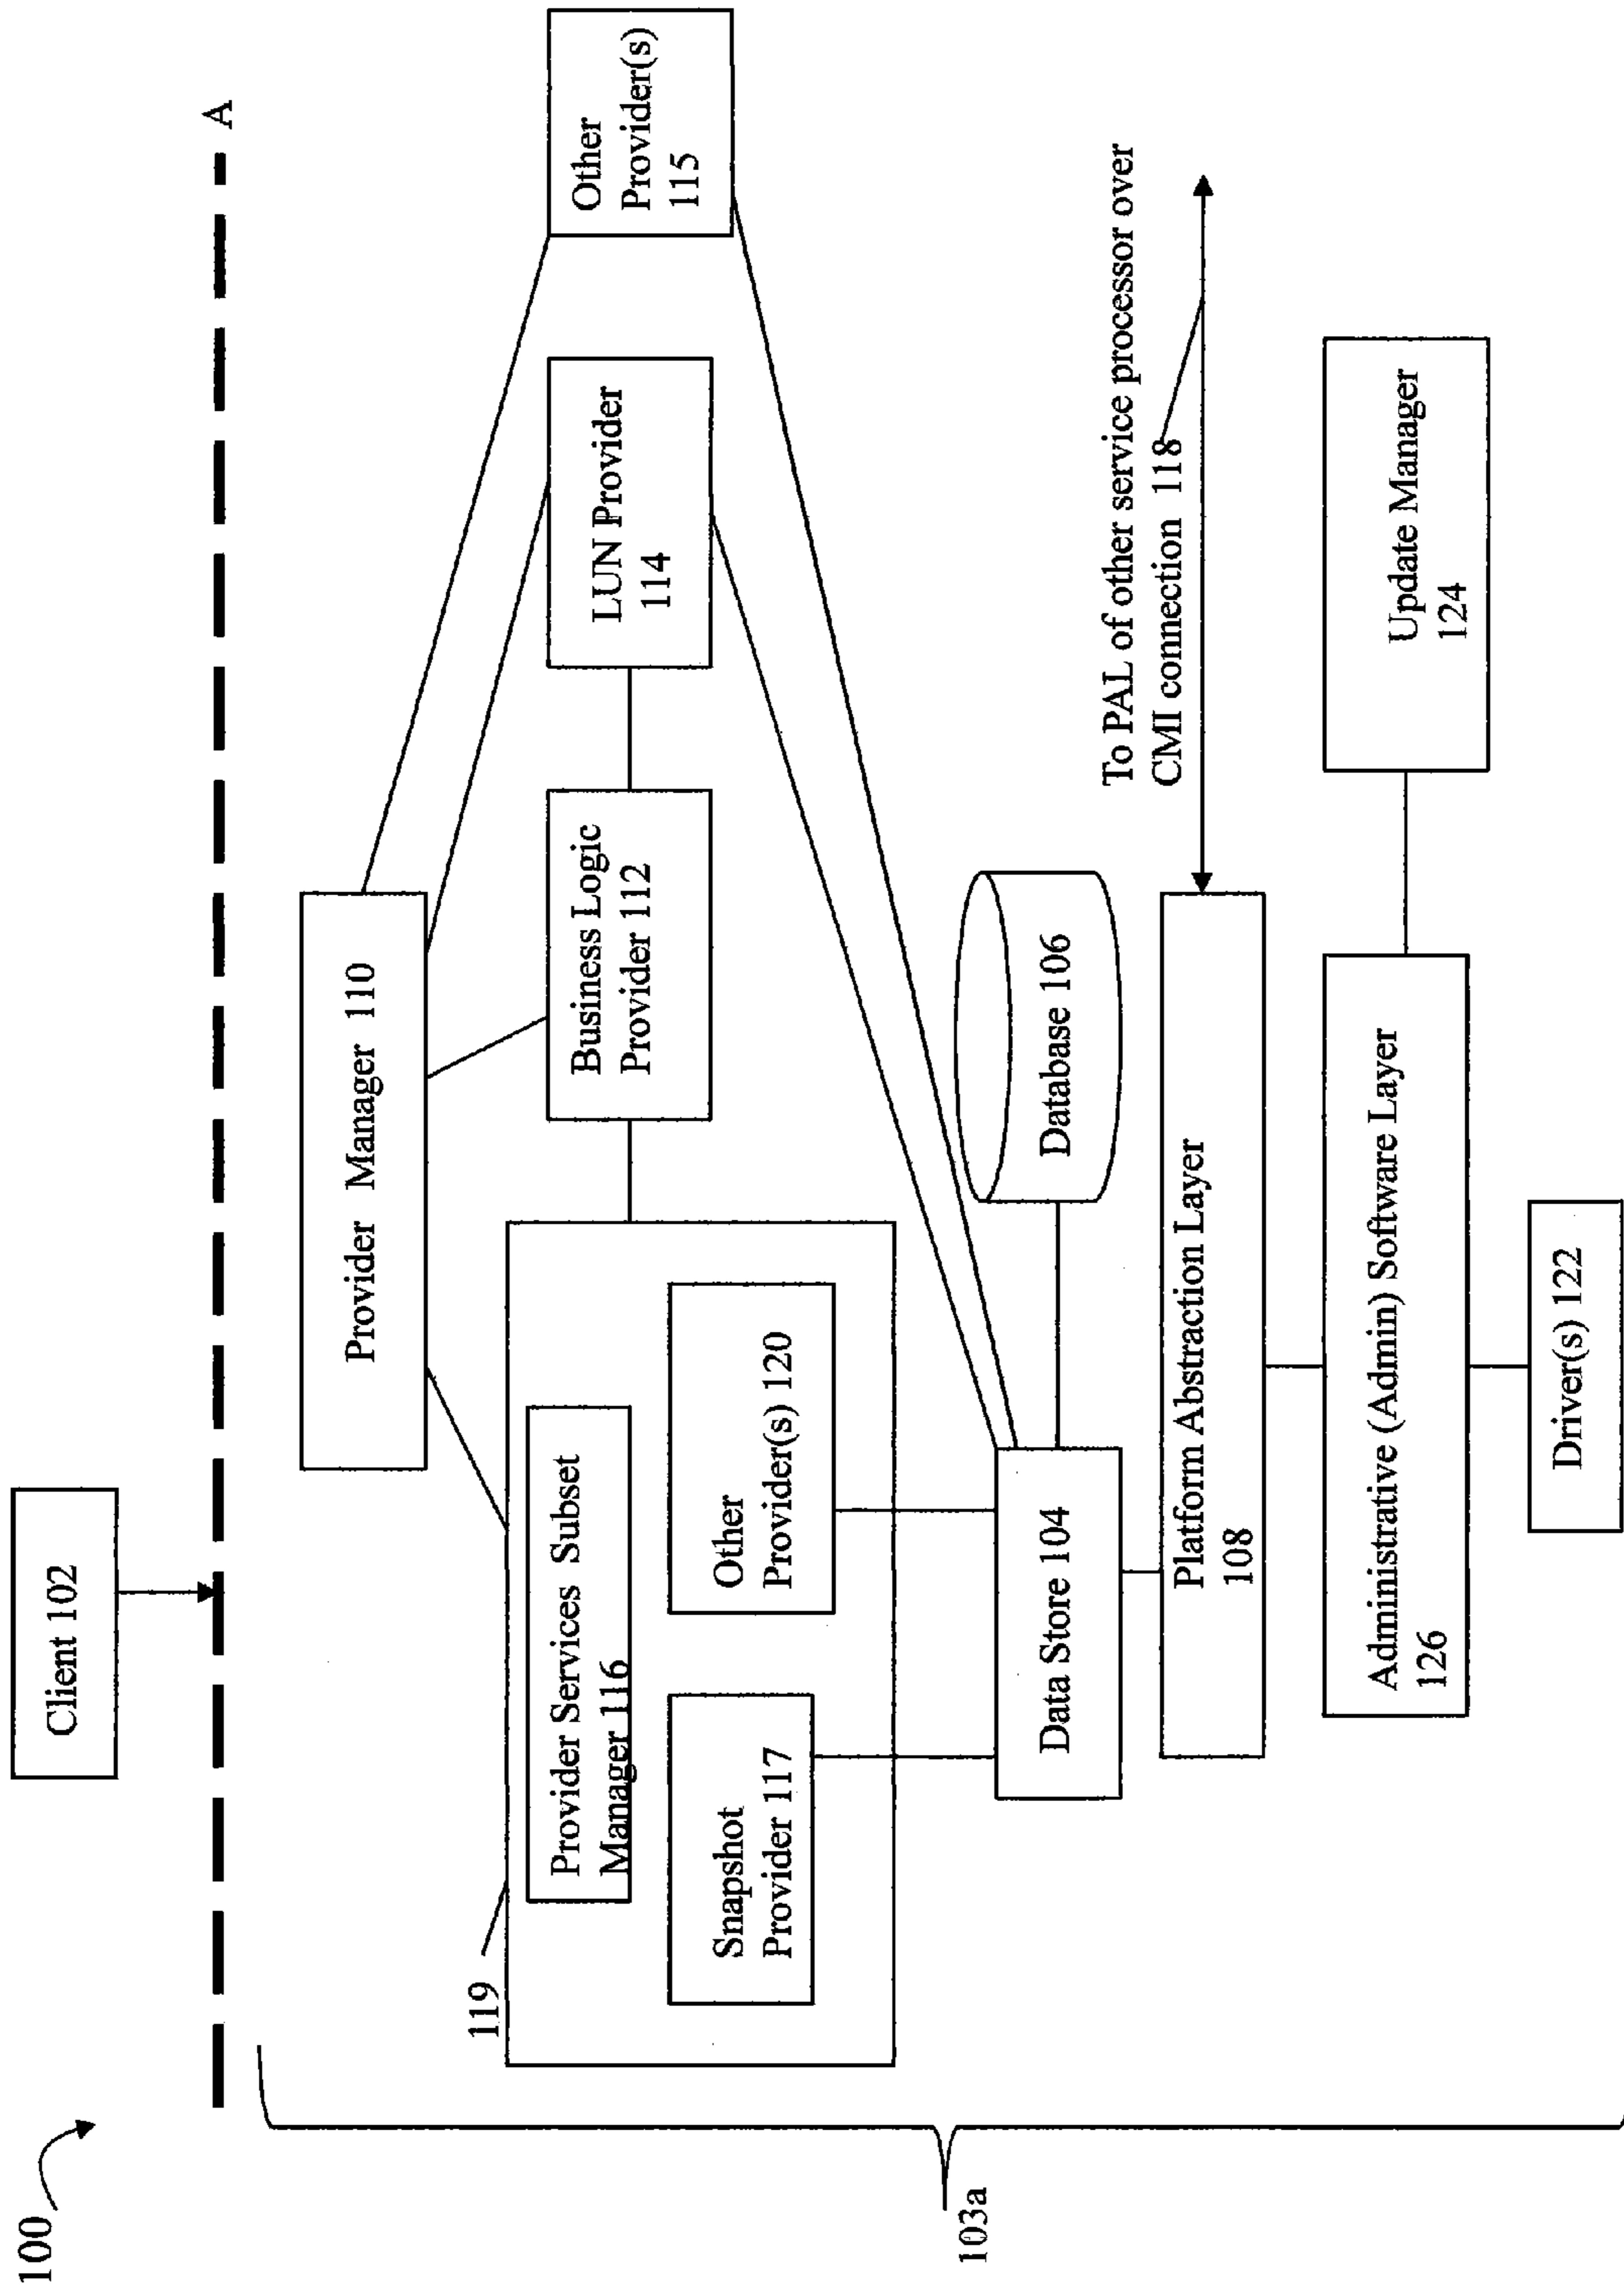 100
Client 102
A
Provider Manager 110
119
Provider Services Subset
Manager 116
Snapshot
Provider 117
Other
Provider(s) 120
Business Logic
Provider 112
LUN Provider
114
Other
Provider(s)
115
103a
Data Store 104
Database 106
To PAL of other service processor over
CMI connection 118
Platform Abstraction Layer
108
Administrative (Admin) Software Layer
126
Update Manager
124
Driver(s) 122